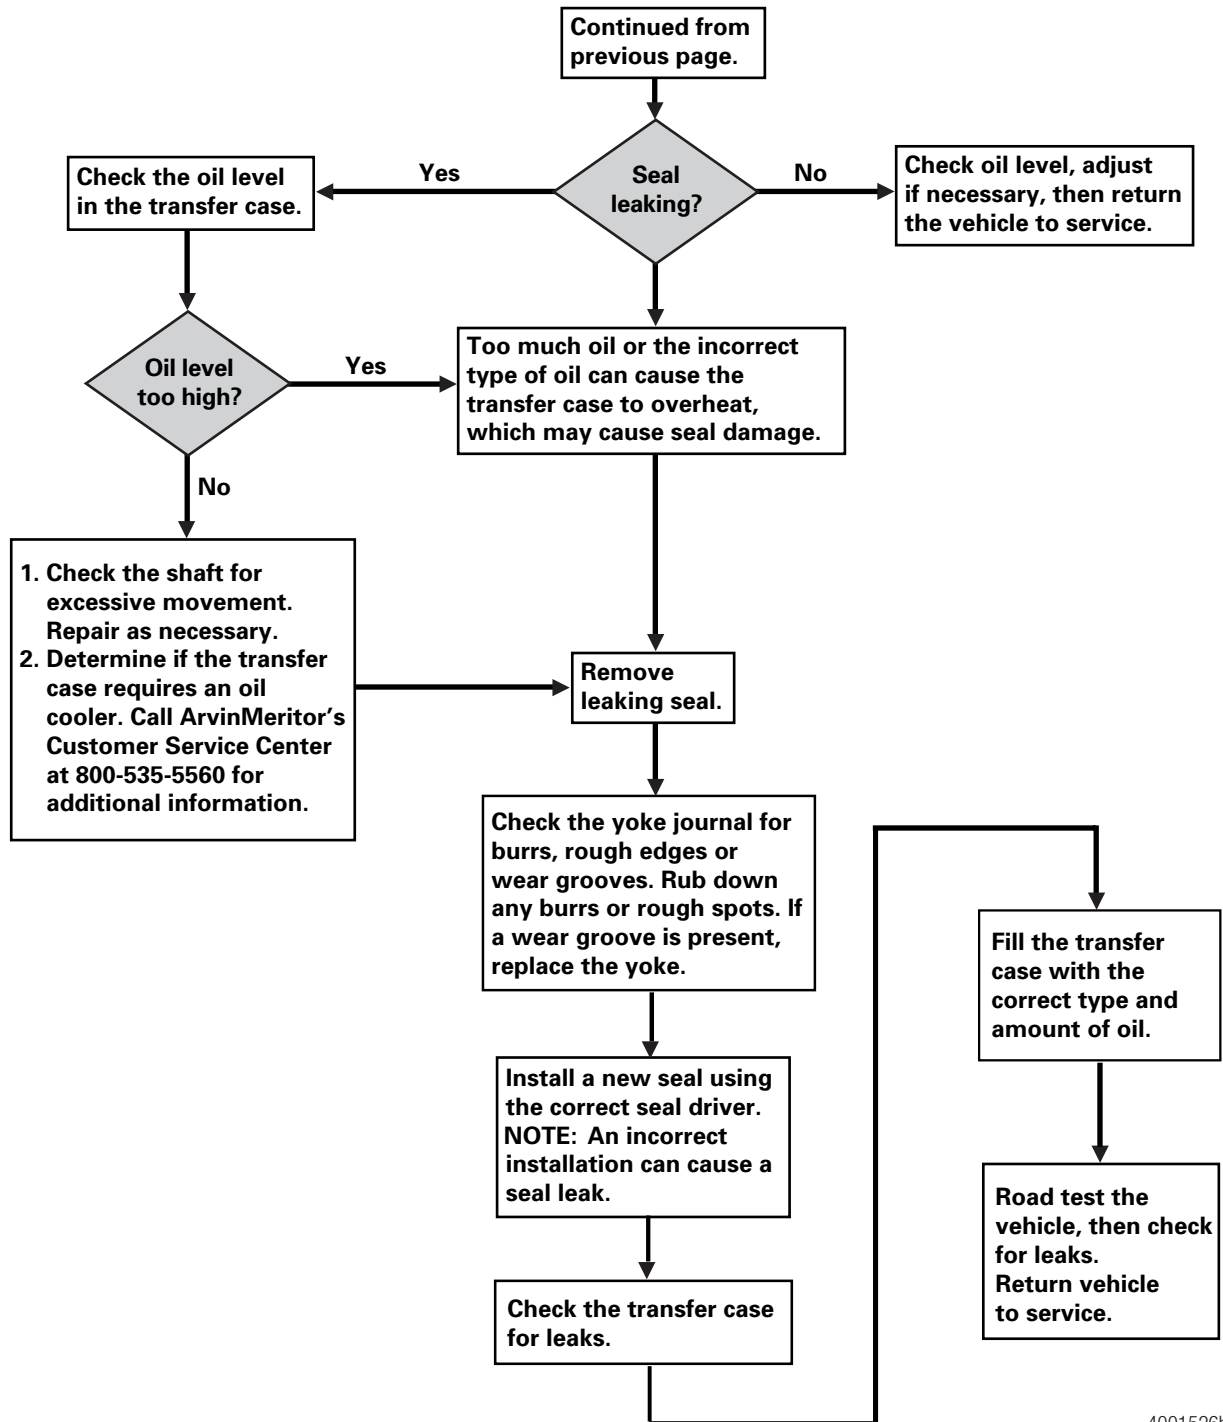 Continued from
previous page.
Seal
leaking?
Yes
No
Check the oil level
in the transfer case.
Check oil level, adjust
if necessary, then return
the vehicle to service.
Oil level
too high?
Yes
No
Too much oil or the incorrect
type of oil can cause the
transfer case to overheat,
which may cause seal damage.
1. Check the shaft for
excessive movement.
Repair as necessary.
2. Determine if the transfer
case requires an oil
cooler. Call ArvinMeritor’s
Customer Service Center
at 800-535-5560 for
additional information.
Remove
leaking seal.
Check the yoke journal for
burrs, rough edges or
wear grooves. Rub down
any burrs or rough spots. If
a wear groove is present,
replace the yoke.
Install a new seal using
the correct seal driver.
NOTE: An incorrect
installation can cause a
seal leak.
Check the transfer case
for leaks.
Fill the transfer
case with the
correct type and
amount of oil.
Road test the
vehicle, then check
for leaks.
Return vehicle
to service.